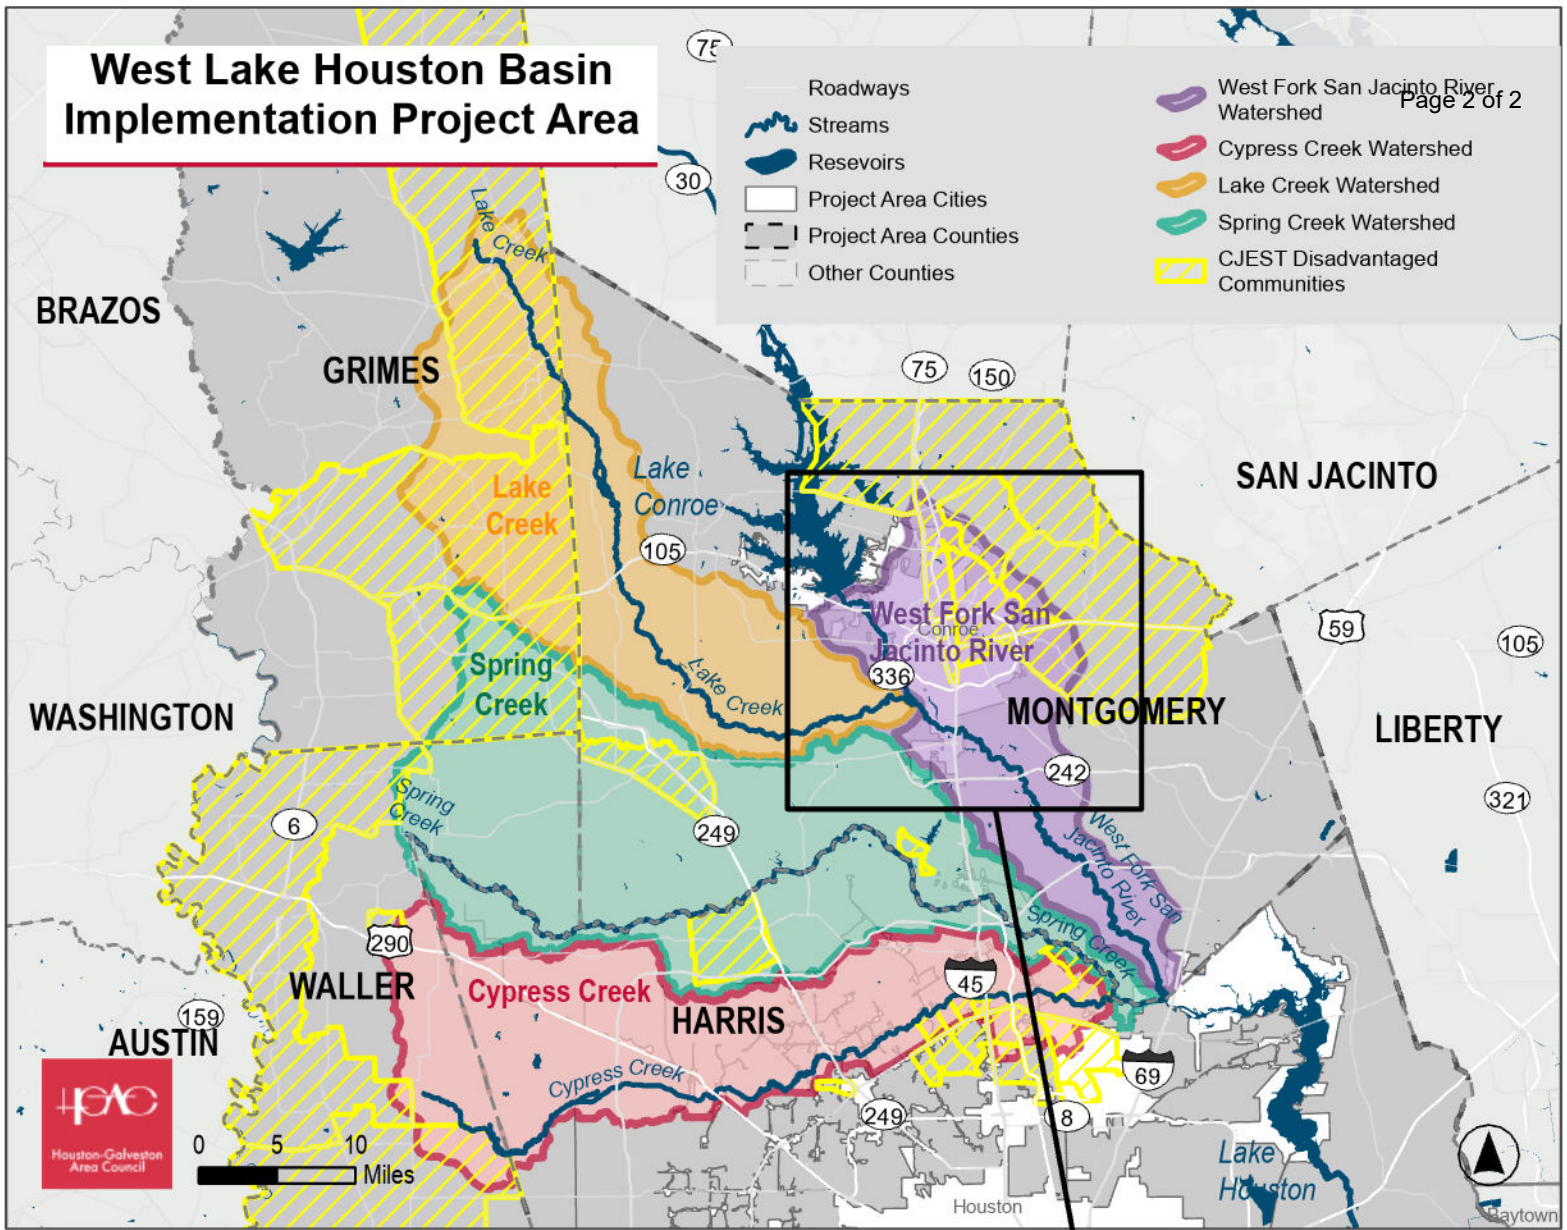 West Lake Houston Basin
Implementation Project Area
75
30
Roadways
Streams
Resevoirs
Project Area Cities
Project Area Counties
Other Counties
West Fork San Jacinto River
Watershed
Page 2 of 2
Cypress Creek Watershed
Lake Creek Watershed
Spring Creek Watershed
CJEST Disadvantaged
Communities
Lake Creek
BRAZOS
GRIMES
75
150
SAN JACINTO
Lake
Conroe
Lake
Creek
105
West Fork San
Conroe
Jacinto River
336
59
105
Spring
Creek
Lake Creek
WASHINGTON
MONTGOMERY
LIBERTY
242
321
Spring
Creek
6
249
West Fork San
Jacinto River
290
Spring Creek
WALLER
Cypress Creek
45
HARRIS
159
AUSTIN
Cypress Creek
69
249
8
Houston-Galveston
Area Council
0 5 10
Miles
Lake
Houston
Houston
Baytown